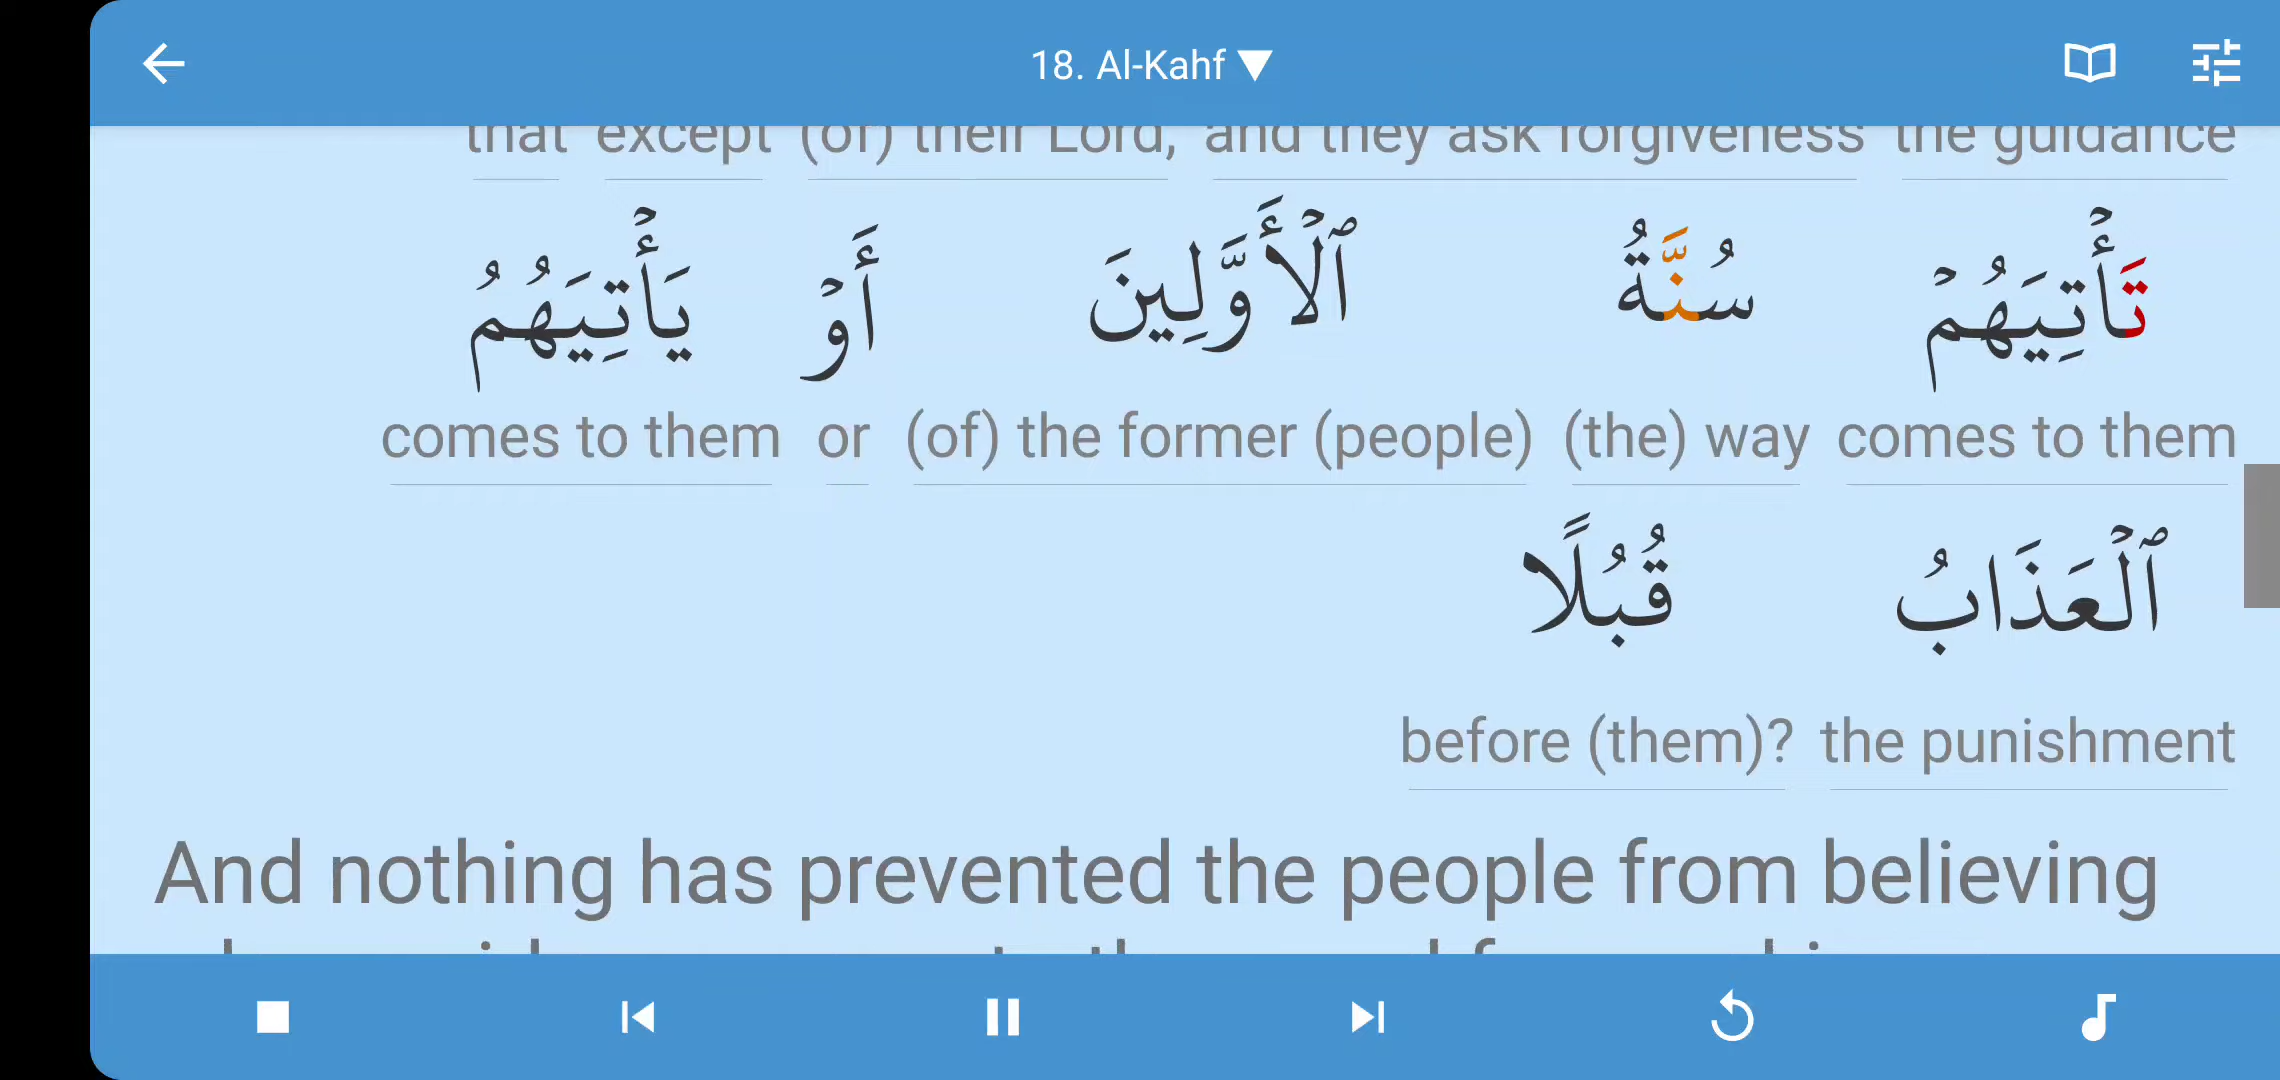 18. Al-Kahf ▼
that except (of) their Lord, and they ask forgiveness the guidance
تَأۡتِيَهُمۡ سُنَّةُ ٱلۡأَوَّلِينَ أَوۡ يَأۡتِيَهُمُ
comes to them or (of) the former (people) (the) way comes to them
ٱلۡعَذَابُ قُبُلًا
before (them)? the punishment
And nothing has prevented the people from believing